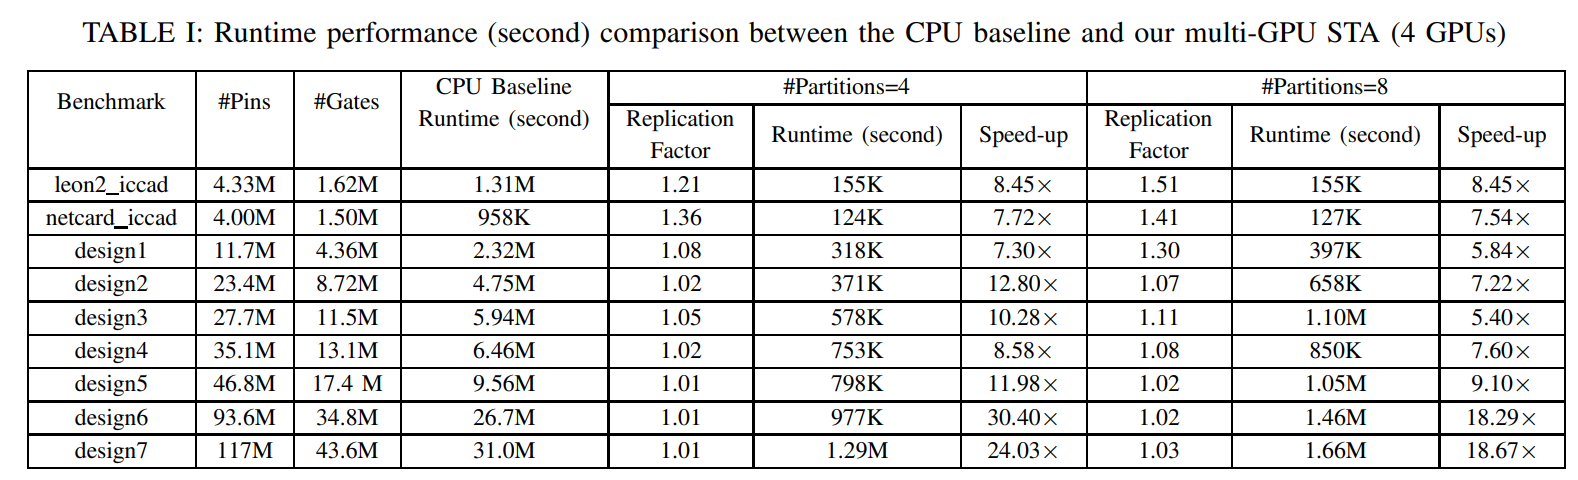 TABLE I: Runtime performance (second) comparison between the CPU baseline and our multi-GPU STA (4 GPUs)
Benchmark #Pins #Gates CPU Baseline Runtime (second) #Partitions=4 #Partitions=8
Replication Factor Runtime (second) Speed-up Replication Factor Runtime (second) Speed-up
leon2_iccad 4.33M 1.62M 1.31M 1.21 155K 8.45× 1.51 155K 8.45×
netcard_iccad 4.00M 1.50M 958K 1.36 124K 7.72× 1.41 127K 7.54×
design1 11.7M 4.36M 2.32M 1.08 318K 7.30× 1.30 397K 5.84×
design2 23.4M 8.72M 4.75M 1.02 371K 12.80× 1.07 658K 7.22×
design3 27.7M 11.5M 5.94M 1.05 578K 10.28× 1.11 1.10M 5.40×
design4 35.1M 13.1M 6.46M 1.02 753K 8.58× 1.08 850K 7.60×
design5 46.8M 17.4 M 9.56M 1.01 798K 11.98× 1.02 1.05M 9.10×
design6 93.6M 34.8M 26.7M 1.01 977K 30.40× 1.02 1.46M 18.29×
design7 117M 43.6M 31.0M 1.01 1.29M 24.03× 1.03 1.66M 18.67×